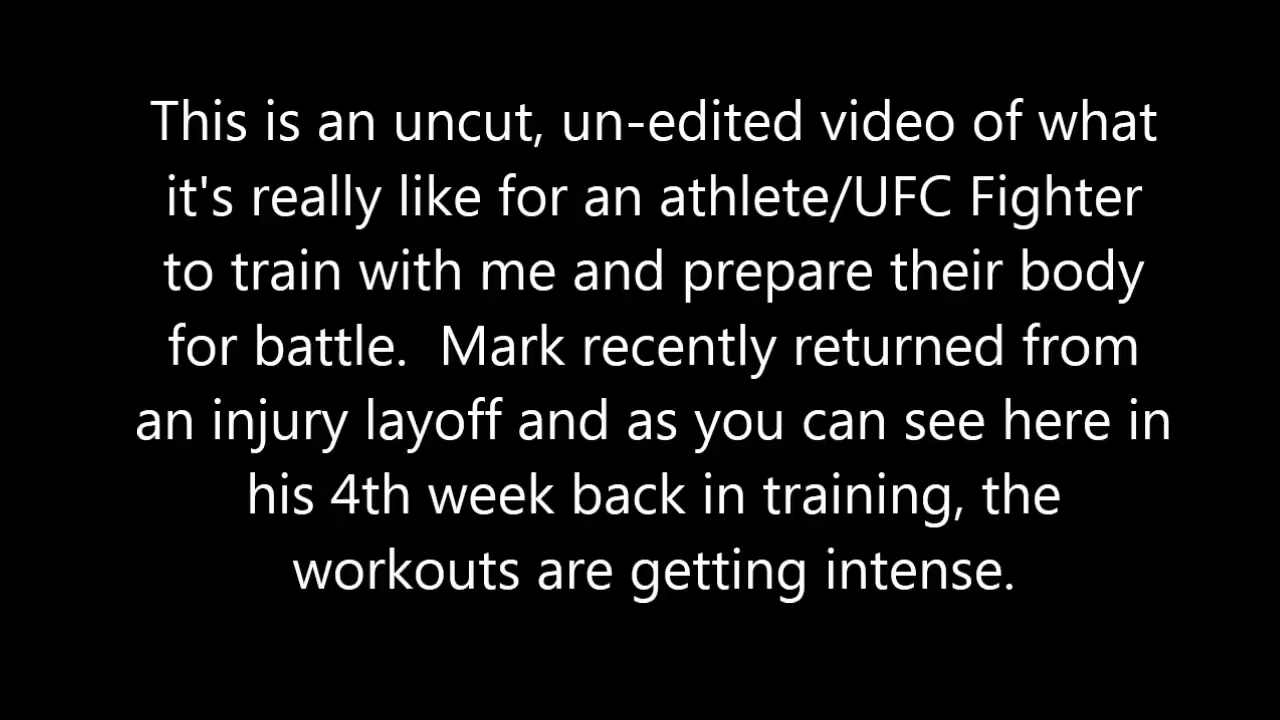 This is an uncut, un-edited video of what
it's really like for an athlete/UFC Fighter
to train with me and prepare their body
for battle.  Mark recently returned from
an injury layoff and as you can see here in
his 4th week back in training, the
workouts are getting intense.